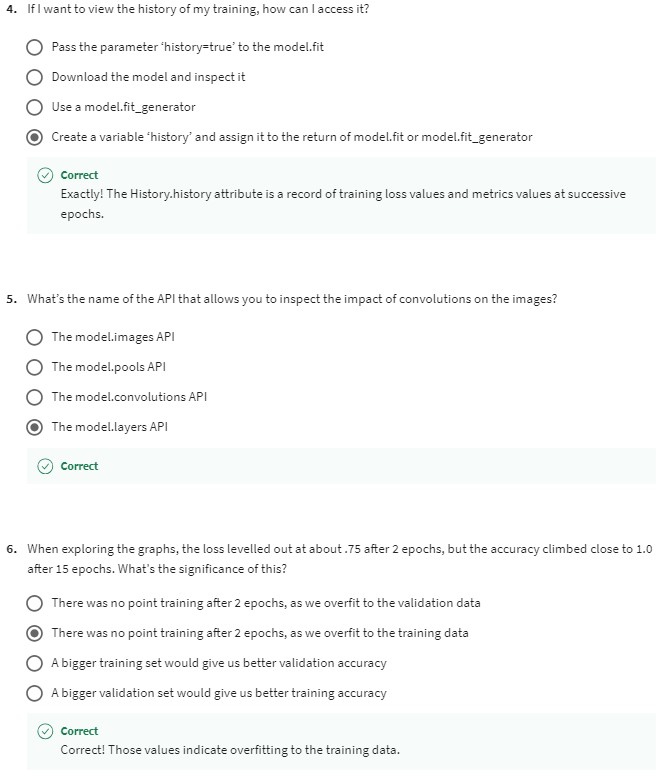 4. If I want to view the history of my training, how can I access it?
Pass the parameter 'history=true' to the model.fit
Download the model and inspect it
Use a model.fit_generator
Create a variable 'history' and assign it to the return of model.fit or model.fit_generator
Correct
Exactly! The History.history attribute is a record of training loss values and metrics values at successive
epochs.
5. What's the name of the API that allows you to inspect the impact of convolutions on the images?
The model.images API
The model.pools API
The model.convolutions API
The model.layers API
Correct
6. When exploring the graphs, the loss levelled out at about .75 after 2 epochs, but the accuracy climbed close to 1.0
after 15 epochs. What's the significance of this?
There was no point training after 2 epochs, as we overfit to the validation data
There was no point training after 2 epochs, as we overfit to the training data
A bigger training set would give us better validation accuracy
A bigger validation set would give us better training accuracy
Correct
Correct! Those values indicate overfitting to the training data.